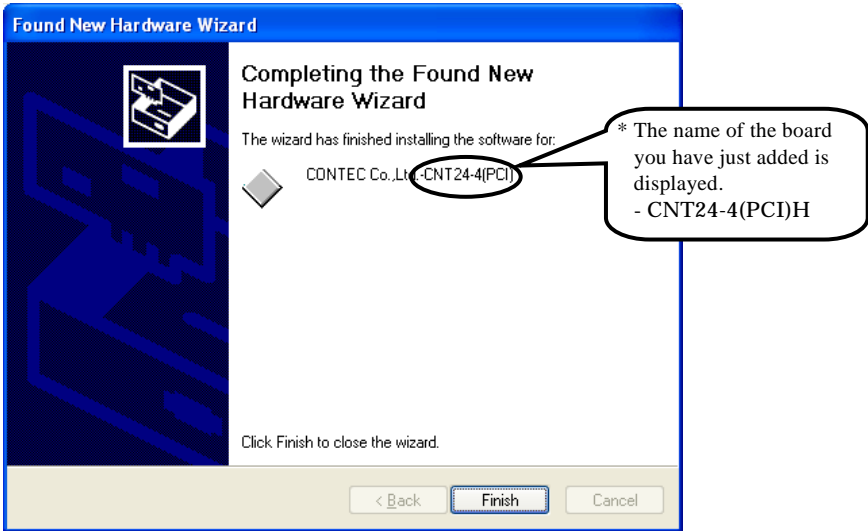 Found New Hardware Wizard
Completing the Found New
Hardware Wizard
The wizard has finished installing the software for:
CONTEC Co.,Ltd.-CNT24-4(PCI)
* The name of the board
you have just added is
displayed.
- CNT24-4(PCI)H
Click Finish to close the wizard.
< Back
Finish
Cancel